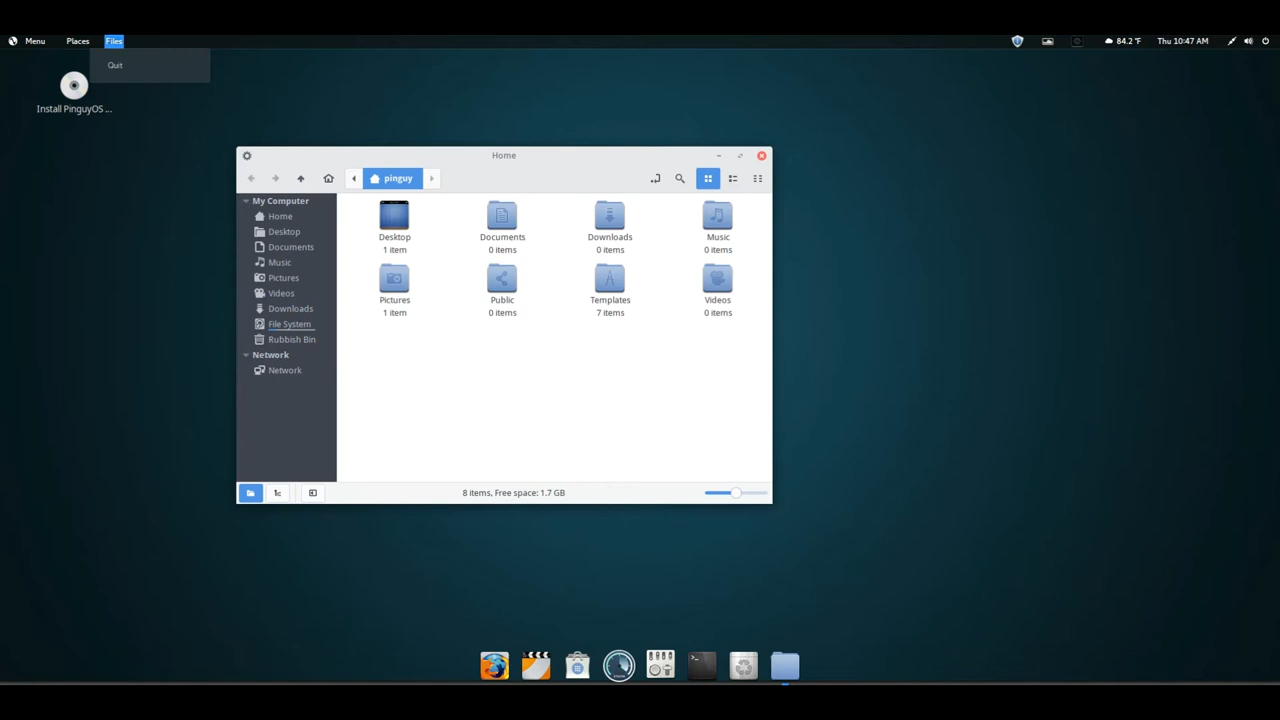 Menu Places Files
84.2 °F Thu 10:47 AM
Quit
Install PinguyOS ...
Home
pinguy
My Computer
Home
Desktop
Documents
Music
Pictures
Videos
Downloads
File System
Rubbish Bin
Network
Network
Desktop Documents Downloads Music
1 item 0 items 0 items 0 items
Pictures Public Templates Videos
1 item 0 items 7 items 0 items
8 items, Free space: 1.7 GB